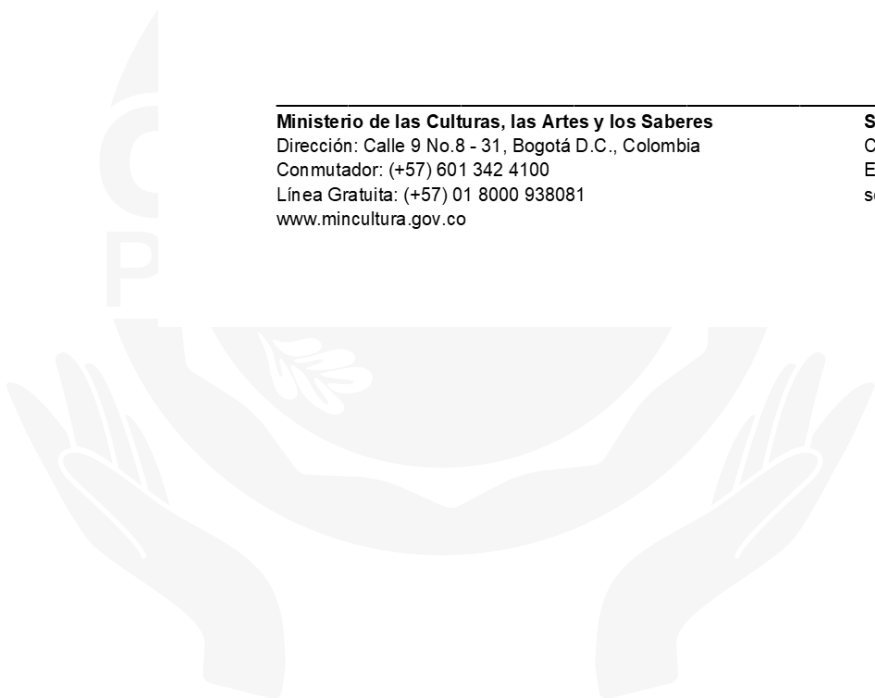 Ministerio de las Culturas, las Artes y los Saberes
Dirección: Calle 9 No.8 - 31, Bogotá D.C., Colombia
Conmutador: (+57) 601 342 4100
Línea Gratuita: (+57) 01 8000 938081
www.mincultura.gov.co